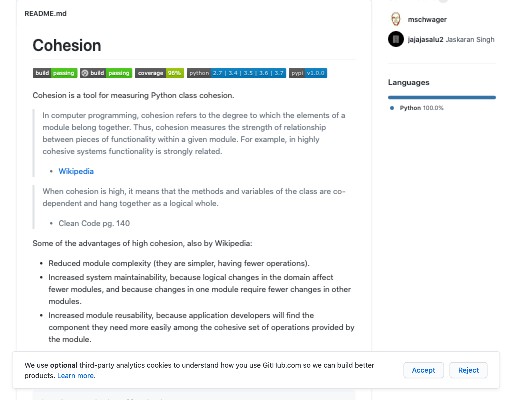 README.md
Cohesion
build passing build passing coverage 96% python 2.7 | 3.4 | 3.5 | 3.6 | 3.7 pypi v1.0.0
Cohesion is a tool for measuring Python class cohesion.
In computer programming, cohesion refers to the degree to which the elements of a
module belong together. Thus, cohesion measures the strength of relationship
between pieces of functionality within a given module. For example, in highly
cohesive systems functionality is strongly related.
• Wikipedia
When cohesion is high, it means that the methods and variables of the class are co-
dependent and hang together as a logical whole.
• Clean Code pg. 140
Some of the advantages of high cohesion, also by Wikipedia:
• Reduced module complexity (they are simpler, having fewer operations).
• Increased system maintainability, because logical changes in the domain affect
fewer modules, and because changes in one module require fewer changes in other
modules.
• Increased module reusability, because application developers will find the
component they need more easily among the cohesive set of operations provided by
the module.
mschwager
jajajasalu2 Jaskaran Singh
Languages
Python 100.0%
We use optional third-party analytics cookies to understand how you use GitHub.com so we can build better
products. Learn more.
Accept
Reject